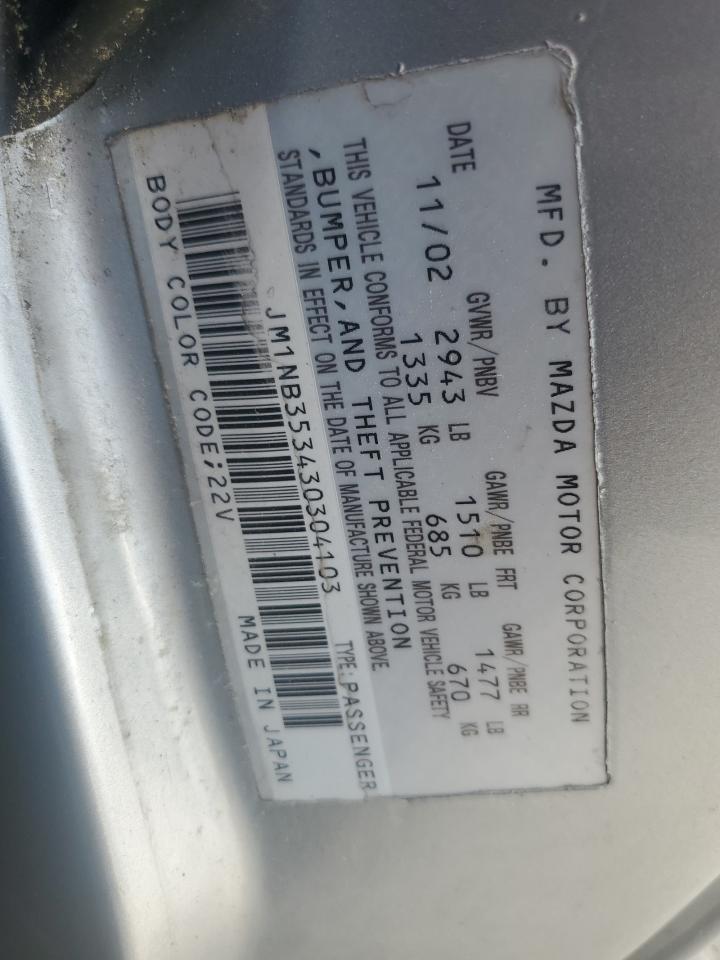 MFD. BY MAZDA MOTOR CORPORATION
DATE GVWR/PNBV GAWR/PNBE FRT GAWR/PNBE RR
11/02 2943 LB 1510 LB 1477 LB
1335 KG 685 KG 670 KG
THIS VEHICLE CONFORMS TO ALL APPLICABLE FEDERAL MOTOR VEHICLE SAFETY
, BUMPER, AND THEFT PREVENTION
STANDARDS IN EFFECT ON THE DATE OF MANUFACTURE SHOWN ABOVE
JM1NB353430304103 TYPE:PASSENGER
BODY COLOR CODE;22V MADE IN JAPAN